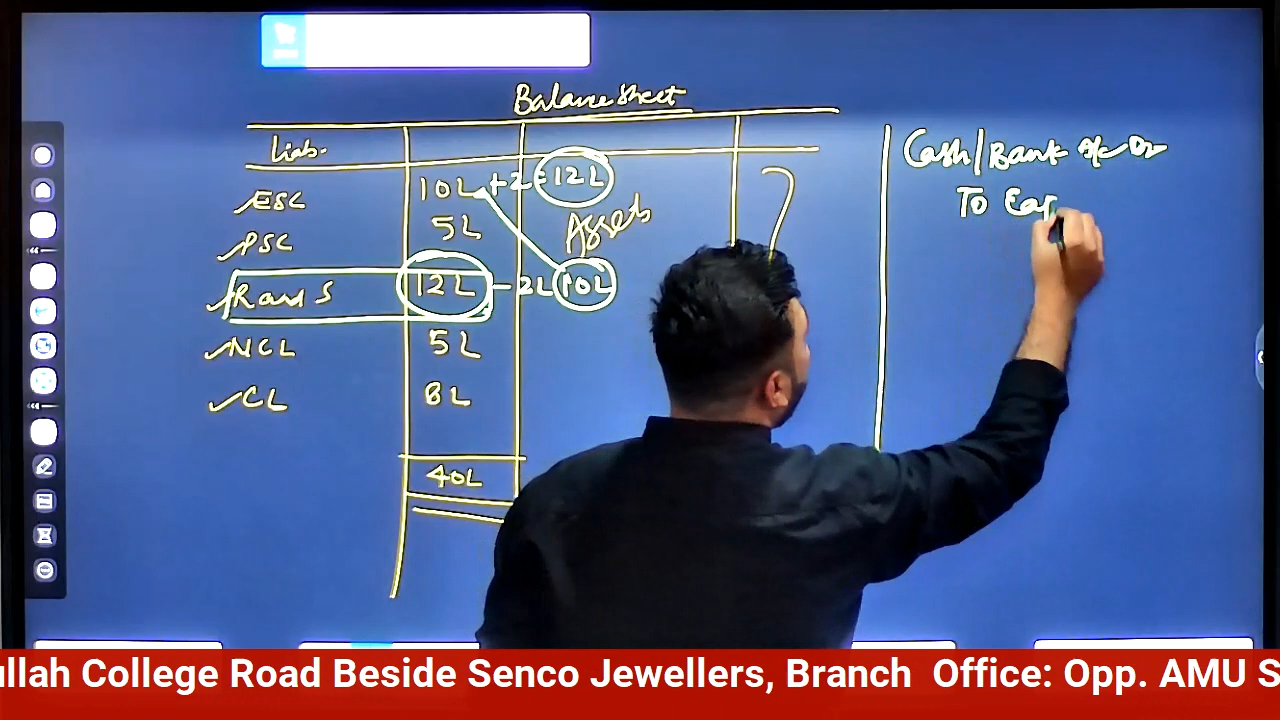 Balance Sheet
Liab.
ESC 10L +2 = 12L
Assets
PSC 5L
R and S 12L - 2L 10L
NCL 5L
CL 8L
40L
?
Cash/Bank A/c Dr
To Eq
ullah College Road Beside Senco Jewellers, Branch Office: Opp. AMU S